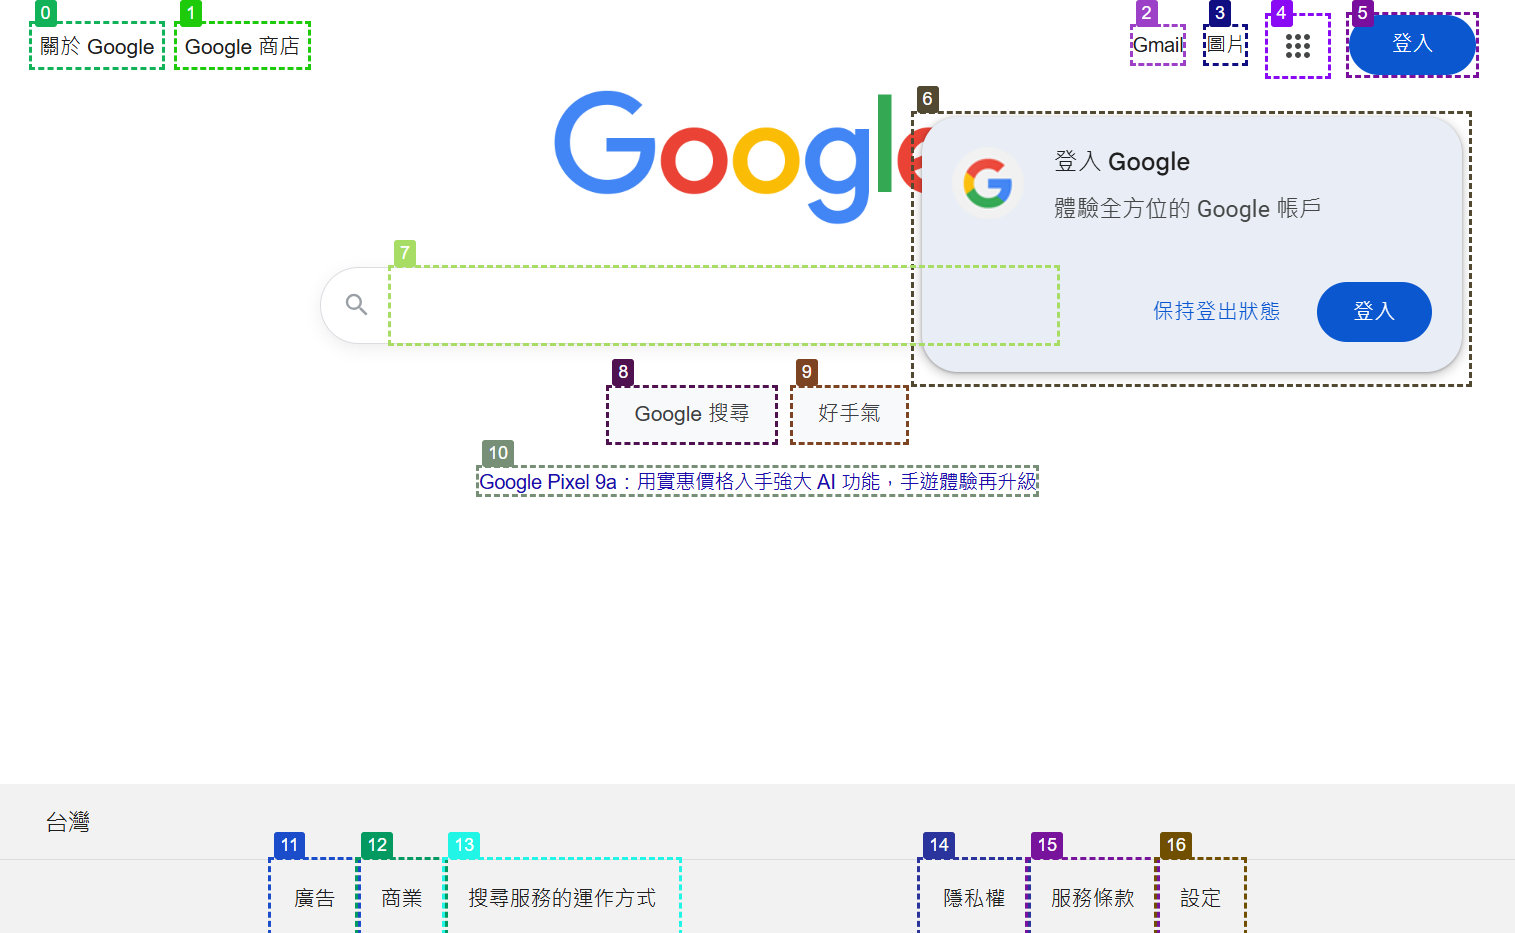 0
1
2
3
4
5
關於 Google
Google 商店
Gmail
圖片
登入
6
Google
登入 Google
體驗全方位的 Google 帳戶
7
保持登出狀態
登入
8
9
Google 搜尋
好手氣
10
Google Pixel 9a：用實惠價格入手強大 AI 功能，手遊體驗再升級
台灣
11
12
13
14
15
16
廣告
商業
搜尋服務的運作方式
隱私權
服務條款
設定